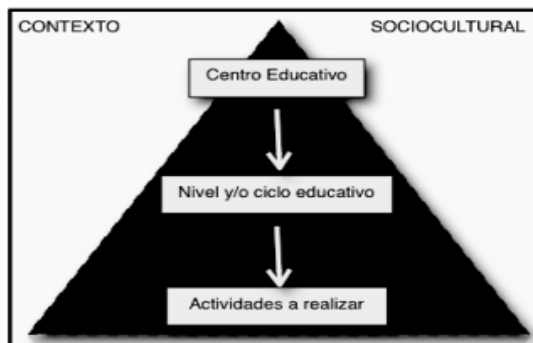 CONTEXTO SOCIOCULTURAL
Centro Educativo
Nivel y/o ciclo educativo
Actividades a realizar